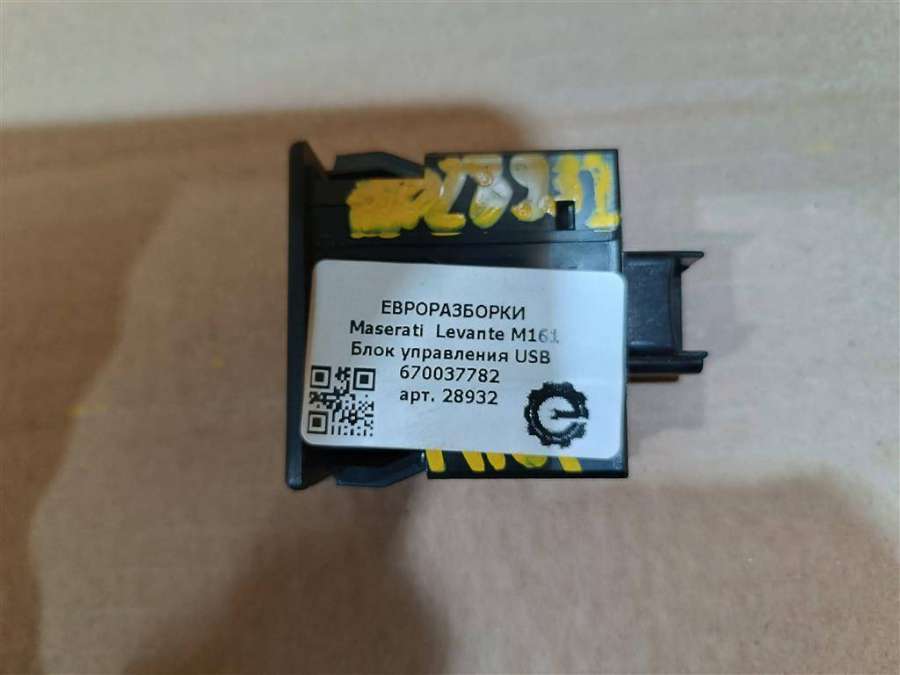 ЕВРОРАЗБОРКИ
Maserati Levante M161
Блок управления USB
670037782
арт. 28932